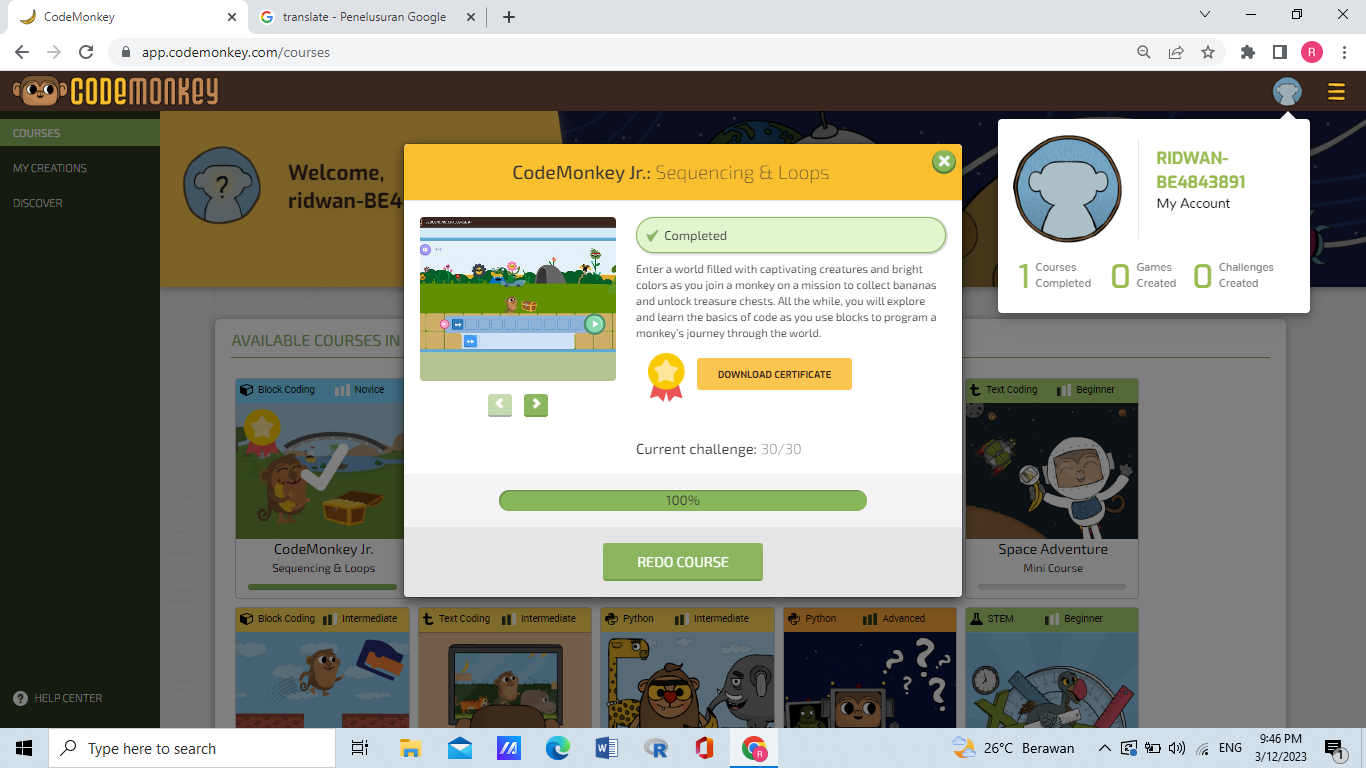 CodeMonkey
translate - Penelusuran Google
app.codemonkey.com/courses
R
CODEMONKEY
COURSES
MY CREATIONS
DISCOVER
HELP CENTER
?
Welcome,
ridwan-BE4
RIDWAN-
BE4843891
My Account
1 Courses Completed
0 Games Created
0 Challenges Created
AVAILABLE COURSES IN
CodeMonkey Jr.: Sequencing & Loops
Completed
Enter a world filled with captivating creatures and bright
colors as you join a monkey on a mission to collect bananas
and unlock treasure chests. All the while, you will explore
and learn the basics of code as you use blocks to program a
monkey's journey through the world.
DOWNLOAD CERTIFICATE
Current challenge: 30/30
100%
REDO COURSE
Block Coding Novice
CodeMonkey Jr.
Sequencing & Loops
Text Coding Beginner
Space Adventure
Mini Course
Block Coding Intermediate
Text Coding Intermediate
Python Intermediate
Python Advanced
STEM Beginner
Type here to search
26°C Berawan
ENG
9:46 PM
3/12/2023
1